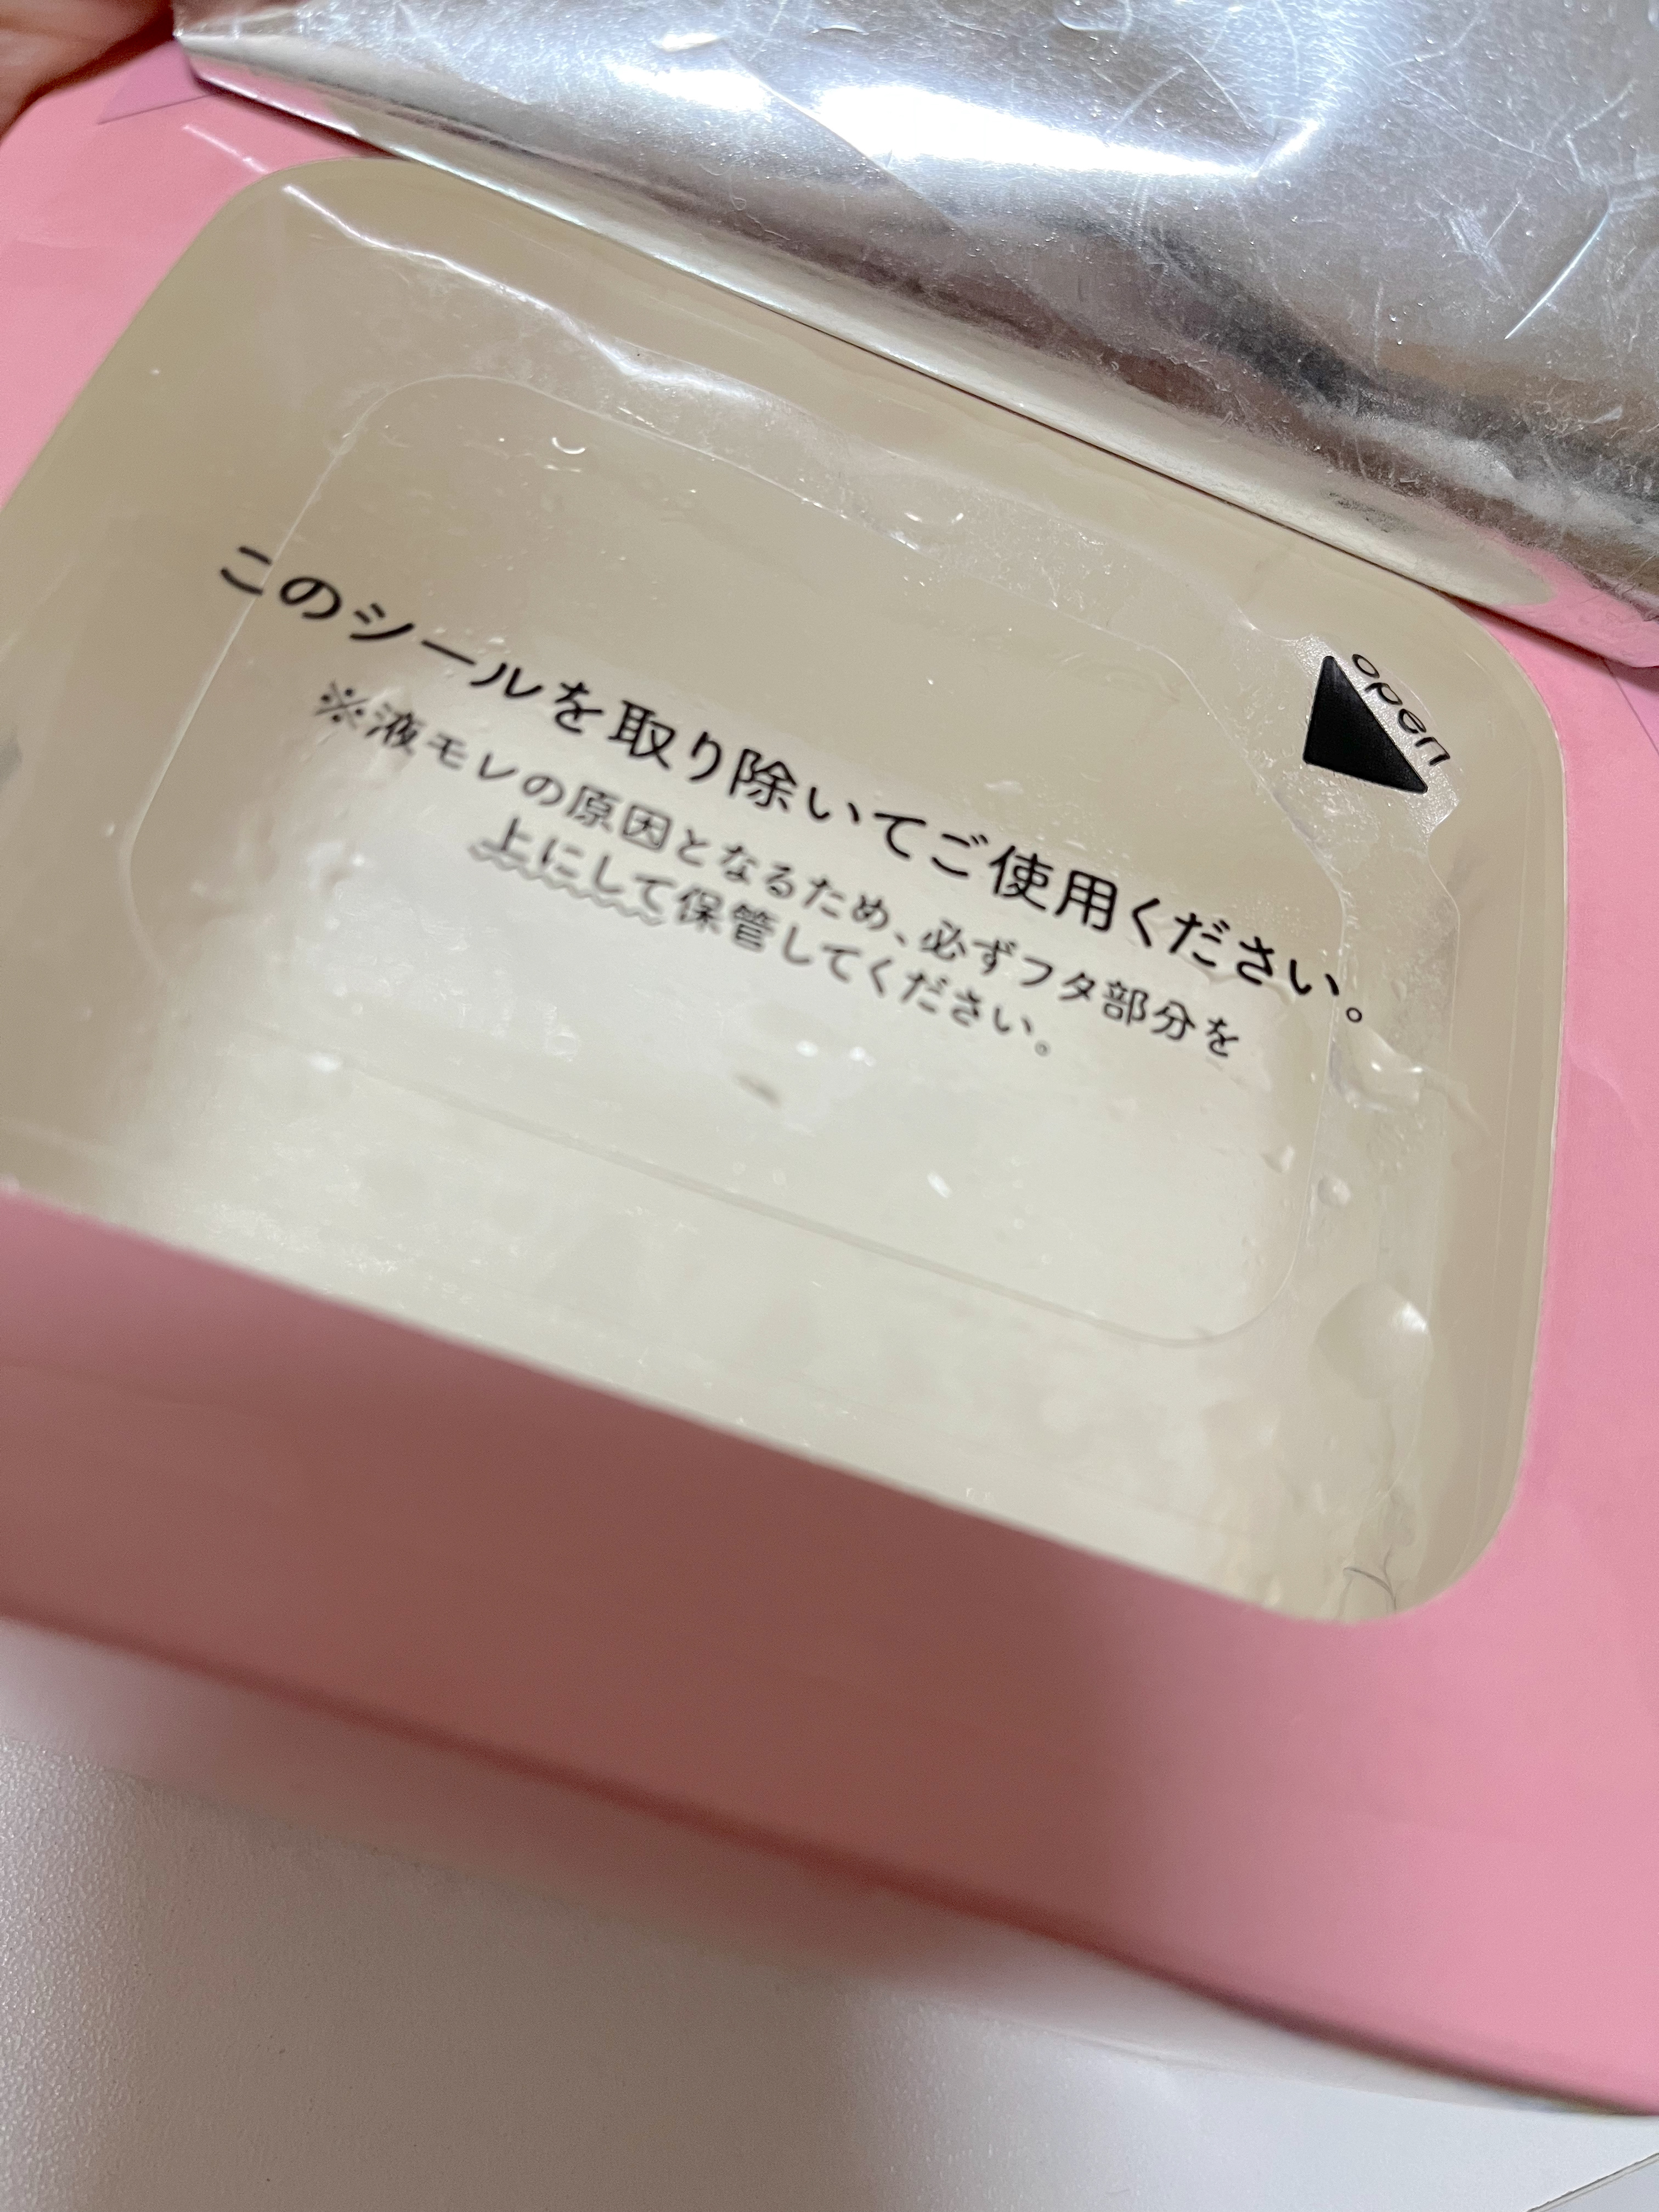 open
このシールを取り除いてご使用ください。
※液モレの原因となるため、必ずフタ部分を
上にして保管してください。